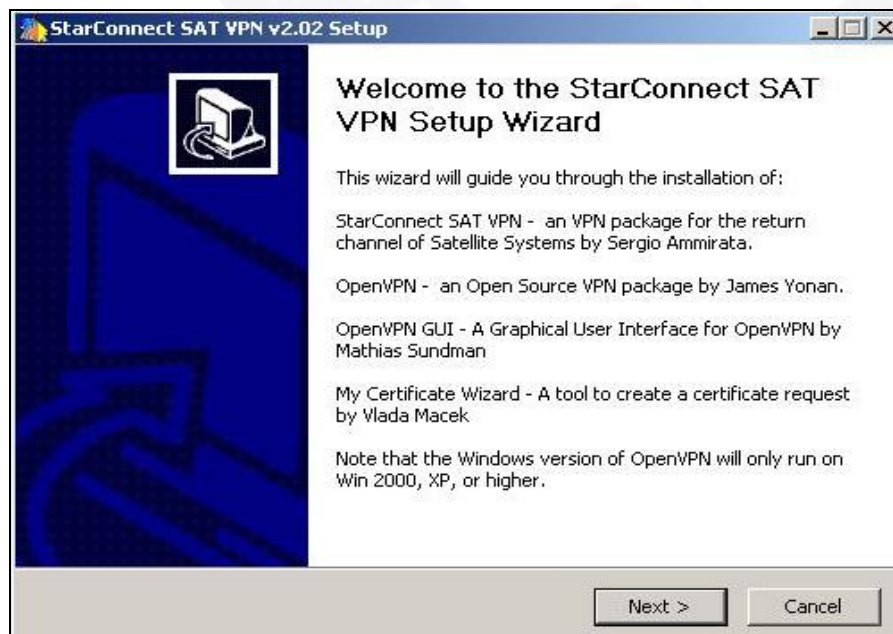 StarConnect SAT VPN v2.02 Setup
Welcome to the StarConnect SAT
VPN Setup Wizard
This wizard will guide you through the installation of:
StarConnect SAT VPN - an VPN package for the return
channel of Satellite Systems by Sergio Ammirata.
OpenVPN - an Open Source VPN package by James Yonan.
OpenVPN GUI - A Graphical User Interface for OpenVPN by
Mathias Sundman
My Certificate Wizard - A tool to create a certificate request
by Vlada Macek
Note that the Windows version of OpenVPN will only run on
Win 2000, XP, or higher.
Next >
Cancel